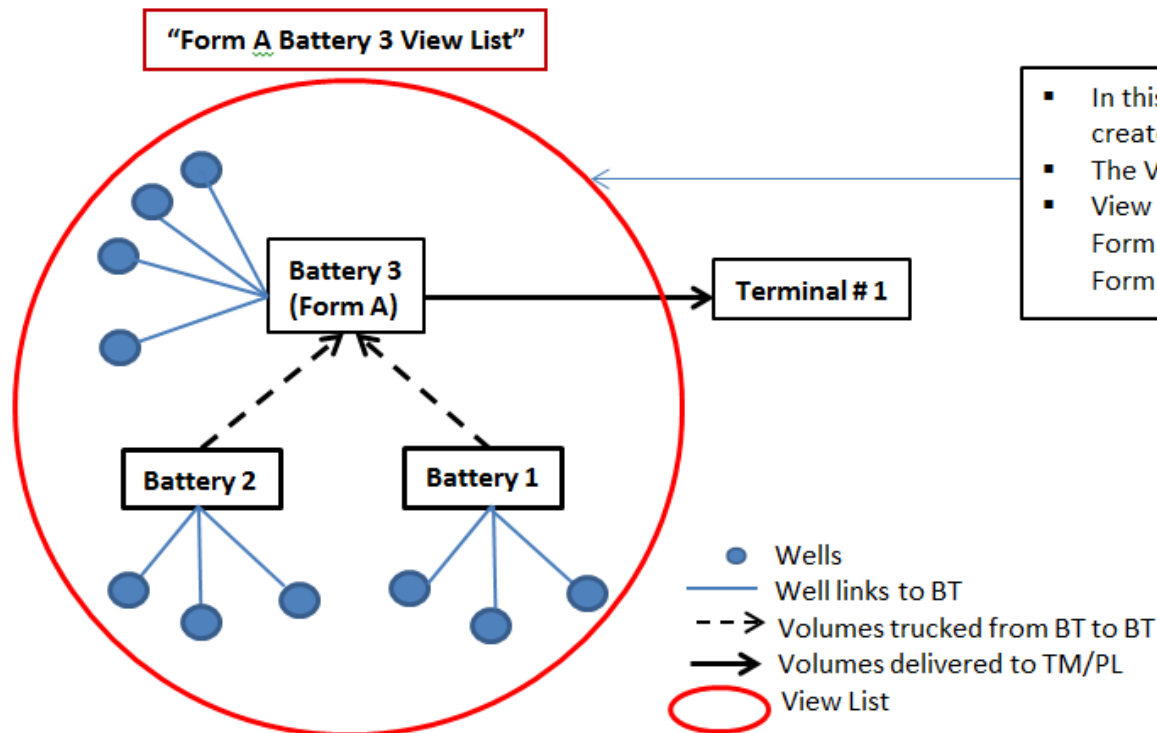 “Form A Battery 3 View List”
▪ In this
create
▪ The V
▪ View
Form
Form
Battery 3
(Form A)
Terminal # 1
Battery 2
Battery 1
Wells
Well links to BT
Volumes trucked from BT to BT
Volumes delivered to TM/PL
View List